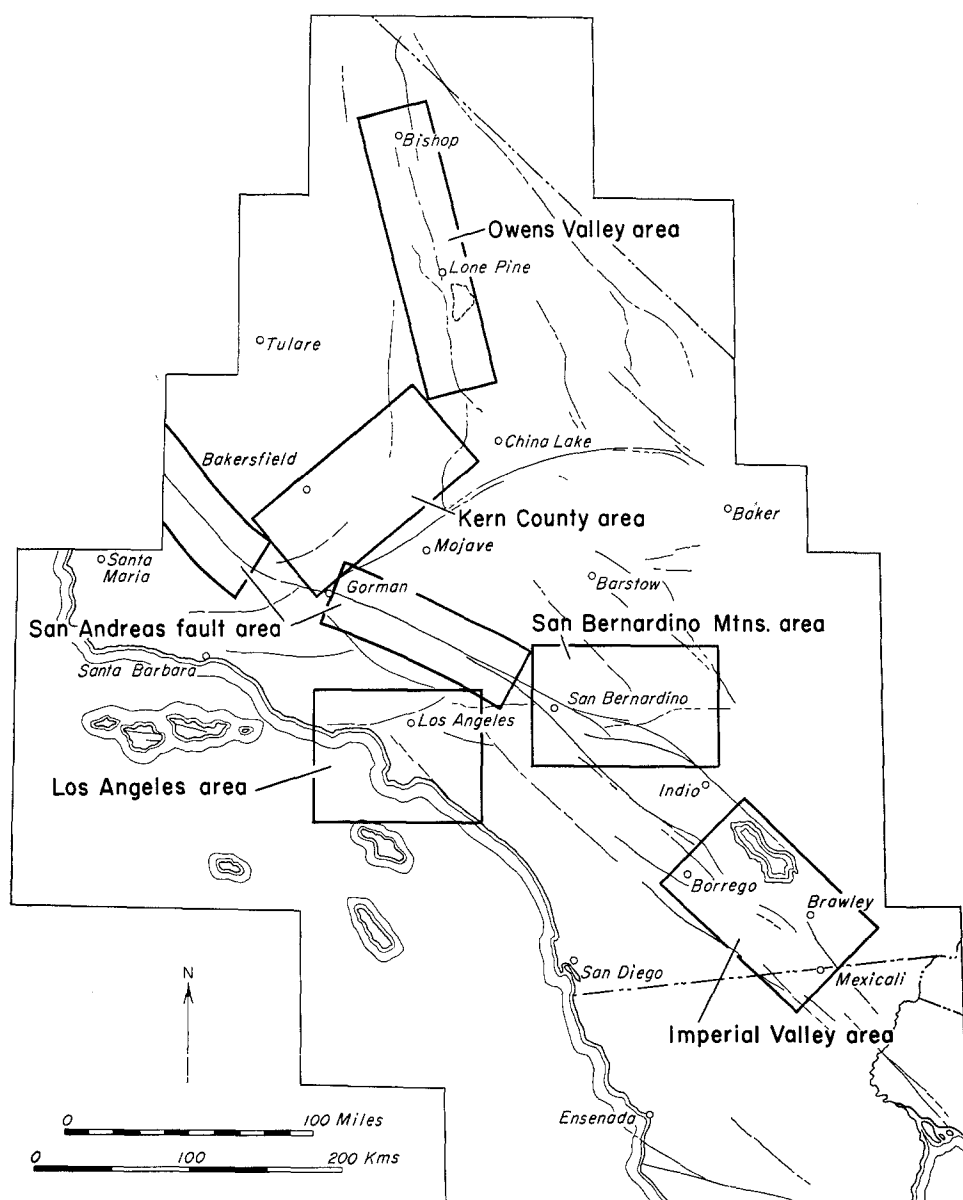 Bishop
Owens Valley area
Lone Pine
Tulare
China Lake
Bakersfield
Baker
Kern County area
Mojave
Santa
Maria
Barstow
Gorman
San Andreas fault area
San Bernardino Mtns. area
Santa Barbara
San Bernardino
Los Angeles
Los Angeles area
Indio
Borrego
Brawley
San Diego
Mexicali
N
Imperial Valley area
Ensenada
0 100 Miles
0 100 200 Kms